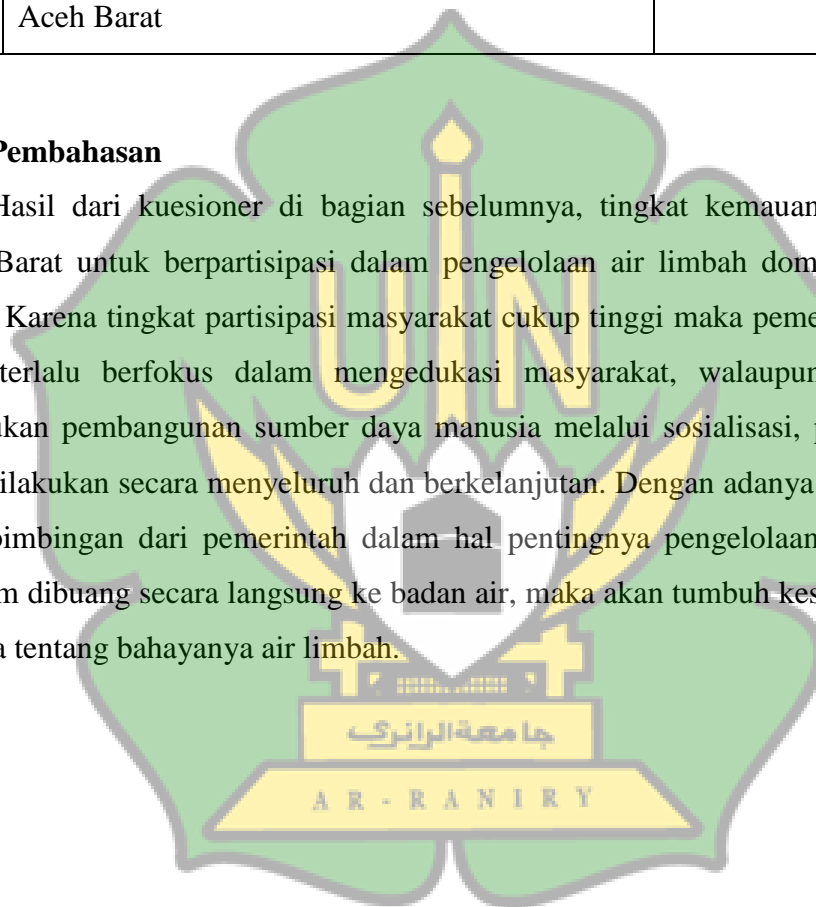 Aceh Barat
Pembahasan
Hasil dari kuesioner di bagian sebelumnya, tingkat kemauan
Barat untuk berpartisipasi dalam pengelolaan air limbah dom
Karena tingkat partisipasi masyarakat cukup tinggi maka peme
terlalu berfokus dalam mengedukasi masyarakat, walaupun
ukan pembangunan sumber daya manusia melalui sosialisasi, p
ilakukan secara menyeluruh dan berkelanjutan. Dengan adanya
bimbingan dari pemerintah dalam hal pentingnya pengelolaan
m dibuang secara langsung ke badan air, maka akan tumbuh kes
a tentang bahayanya air limbah.
UIN
جامعة الرانري
AR-RANIRY